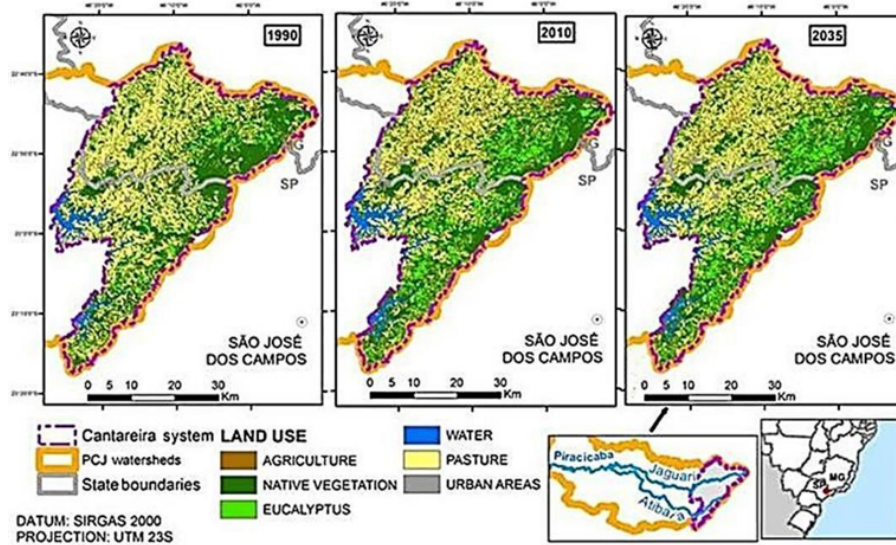 1990
2010
2035
G
SP
SP
SP
SÃO JOSÉ
DOS CAMPOS
SÃO JOSÉ
DOS CAMPOS
SÃO JOSÉ
DOS CAMPOS
0 5 10 20 30
Km
0 5 10 20 30
Km
0 5 10 20 30
Km
Cantareira system
PCJ watersheds
State boundaries
LAND USE
AGRICULTURE
NATIVE VEGETATION
EUCALYPTUS
WATER
PASTURE
URBAN AREAS
Piracicaba
Jaguari
Atibaia
MG
SP
DATUM: SIRGAS 2000
PROJECTION: UTM 23S